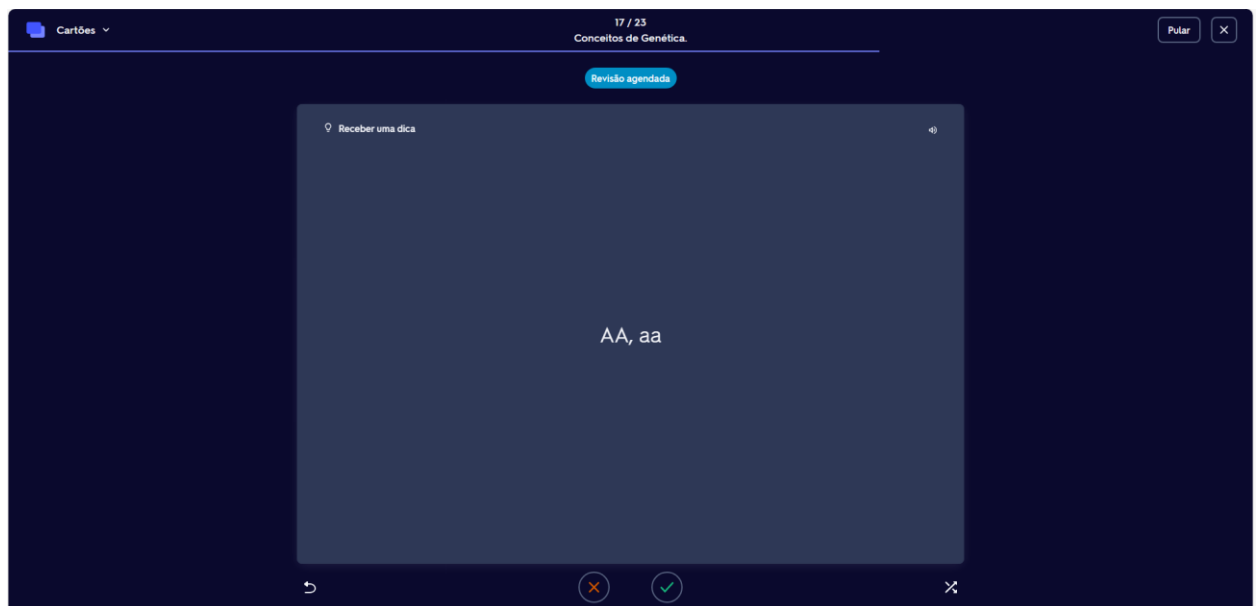 Cartões
17 / 23
Conceitos de Genética.
Pular
Revisão agendada
Receber uma dica
AA, aa